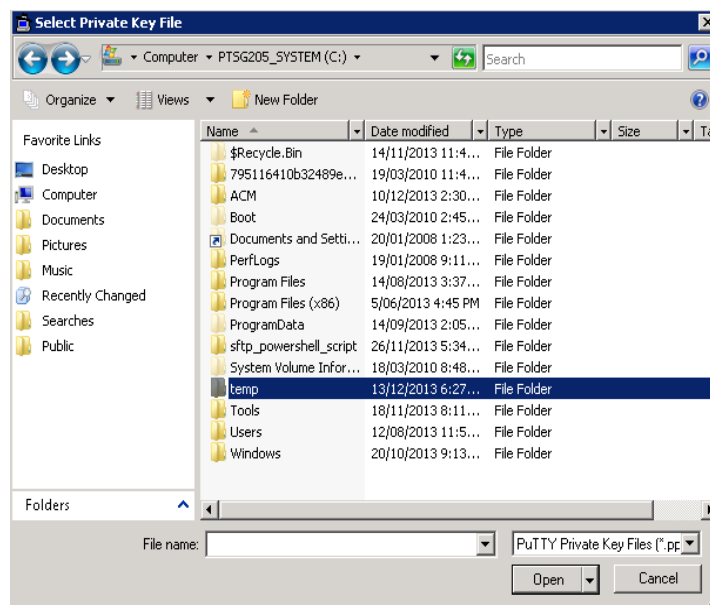 Select Private Key File
Computer PTSG205_SYSTEM (C:) Search
Organize Views New Folder
Favorite Links
Desktop
Computer
Documents
Pictures
Music
Recently Changed
Searches
Public
Folders
Name Date modified Type Size Ta
$Recycle.Bin 14/11/2013 11:4... File Folder
795116410b32489e... 19/03/2010 11:4... File Folder
ACM 10/12/2013 2:30... File Folder
Boot 24/03/2010 2:45... File Folder
Documents and Setti... 20/01/2008 1:23... File Folder
PerfLogs 19/01/2008 9:11... File Folder
Program Files 14/08/2013 3:37... File Folder
Program Files (x86) 5/06/2013 4:45 PM File Folder
ProgramData 14/09/2013 2:05... File Folder
sftp_powershell_script 26/11/2013 5:34... File Folder
System Volume Infor... 18/03/2010 8:48... File Folder
temp 13/12/2013 6:27... File Folder
Tools 18/11/2013 8:11... File Folder
Users 12/08/2013 11:5... File Folder
Windows 20/10/2013 9:13... File Folder
File name: PuTTY Private Key Files (*.pp
Open Cancel